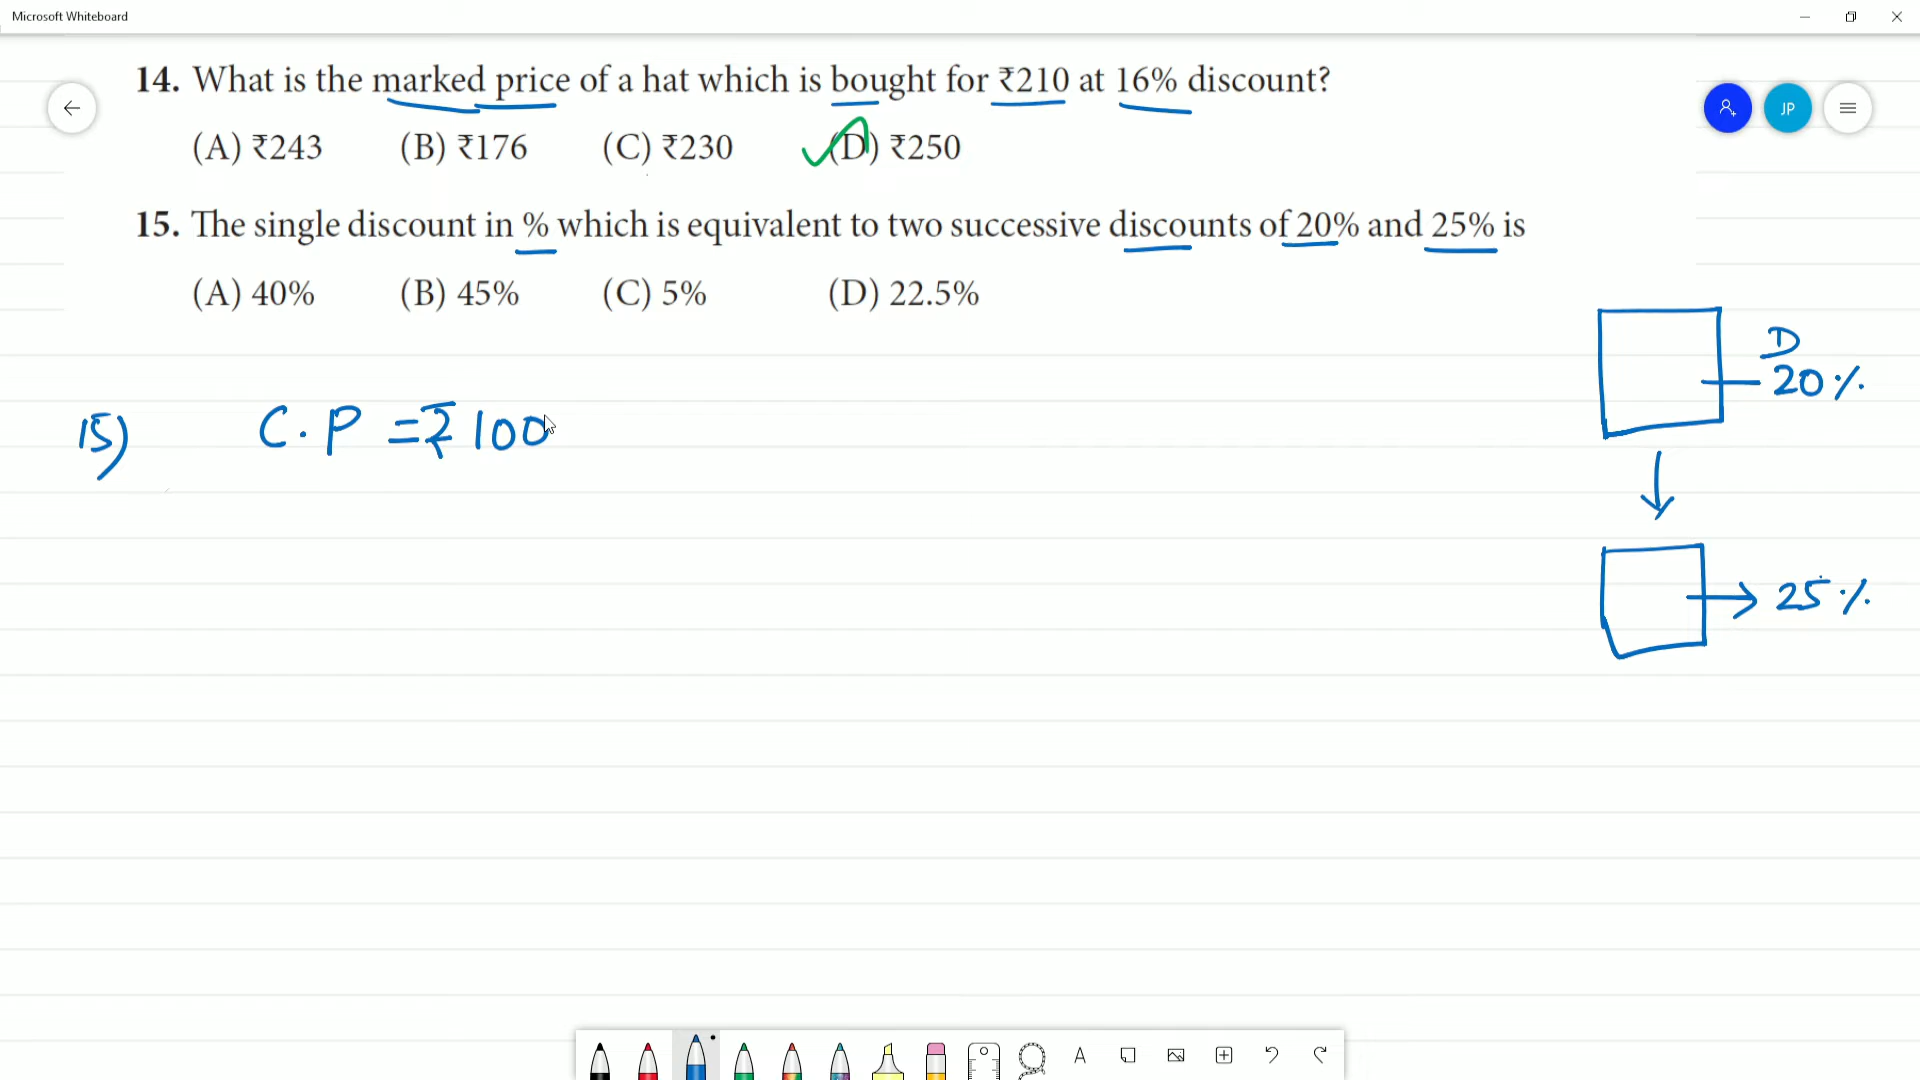 Microsoft Whiteboard
14. What is the marked price of a hat which is bought for ₹210 at 16% discount?
(A) ₹243 (B) ₹176 (C) ₹230 (D) ₹250
JP
15. The single discount in % which is equivalent to two successive discounts of 20% and 25% is
(A) 40% (B) 45% (C) 5% (D) 22.5%
D
20%
15) C.P = ₹ 100
25%
A